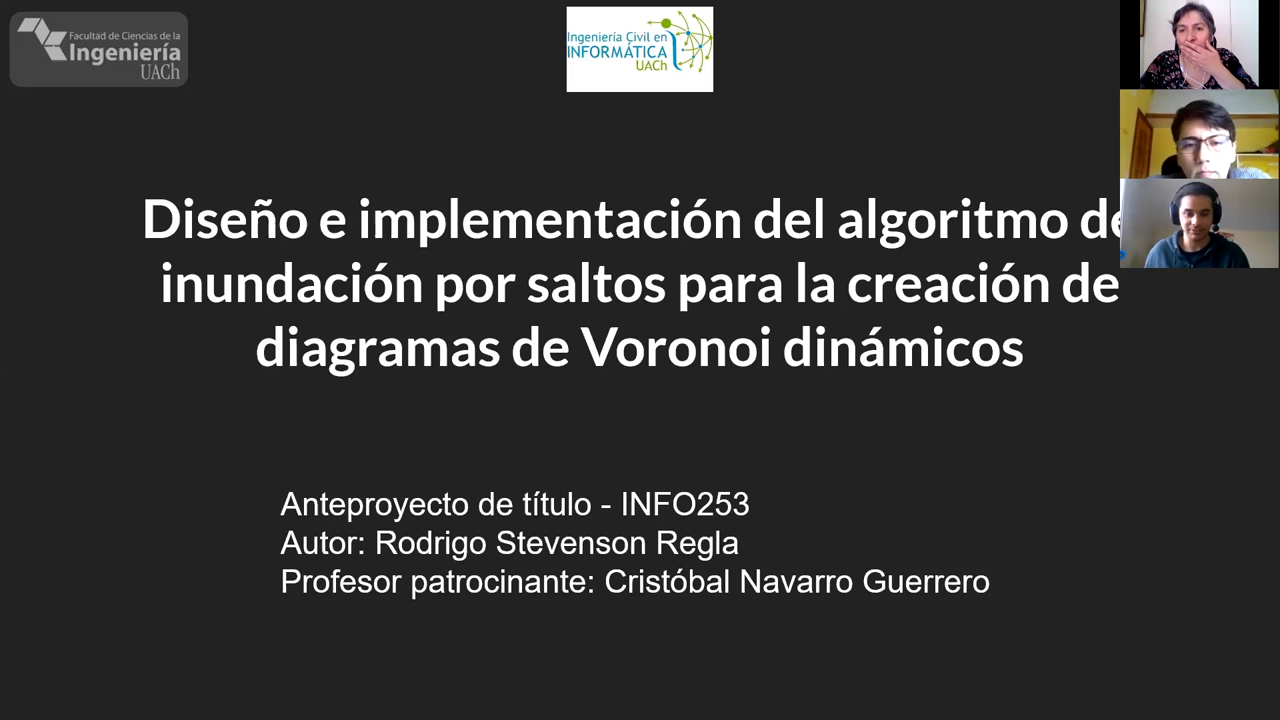 Facultad de Ciencias de la
Ingeniería
UACh
Ingeniería Civil en
INFORMÁTICA
UACh
Diseño e implementación del algoritmo de
inundación por saltos para la creación de
diagramas de Voronoi dinámicos
Anteproyecto de título - INFO253
Autor: Rodrigo Stevenson Regla
Profesor patrocinante: Cristóbal Navarro Guerrero